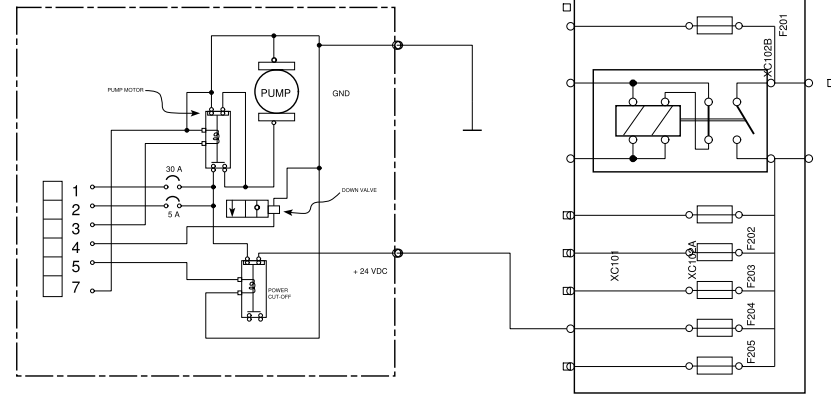 PUMP MOTOR
PUMP
GND
30 A
5 A
1
2
3
4
5
7
DOWN VALVE
POWER
CUT-OFF
+ 24 VDC
F201
XC102B
XC101
XC102A
F202
F203
F204
F205